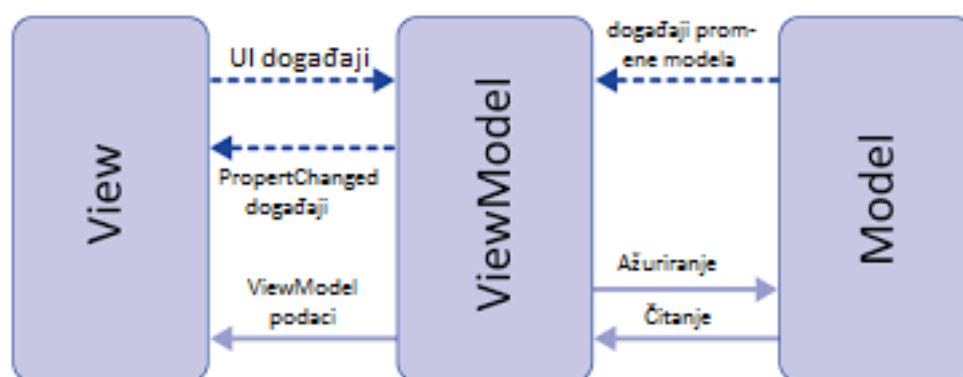 View
UI događaji
PropertChanged
događaji
ViewModel
podaci
ViewModel
događaji prom-
ene modela
Ažuriranje
Čitanje
Model